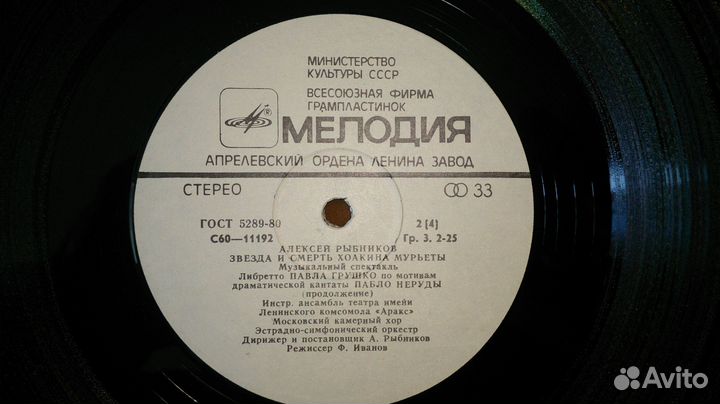 МИНИСТЕРСТВО
КУЛЬТУРЫ СССР
ВСЕСОЮЗНАЯ ФИРМА
ГРАМПЛАСТИНОК
МЕЛОДИЯ
АПРЕЛЕВСКИЙ ОРДЕНА ЛЕНИНА ЗАВОД
СТЕРЕО 33
ГОСТ 5289-80 2 [4]
С60—11192 Гр. 3. 2-25
АЛЕКСЕЙ РЫБНИКОВ
ЗВЕЗДА И СМЕРТЬ ХОАКИНА МУРЬЕТЫ
Музыкальный спектакль
Либретто ПАВЛА ГРУШКО по мотивам
драматической кантаты ПАБЛО НЕРУДЫ
(продолжение)
Инстр. ансамбль театра имени
Ленинского комсомола «Аракс»
Московский камерный хор
Эстрадно-симфонический оркестр
Дирижер и постановщик А. Рыбников
Режиссер Ф. Иванов
Avito